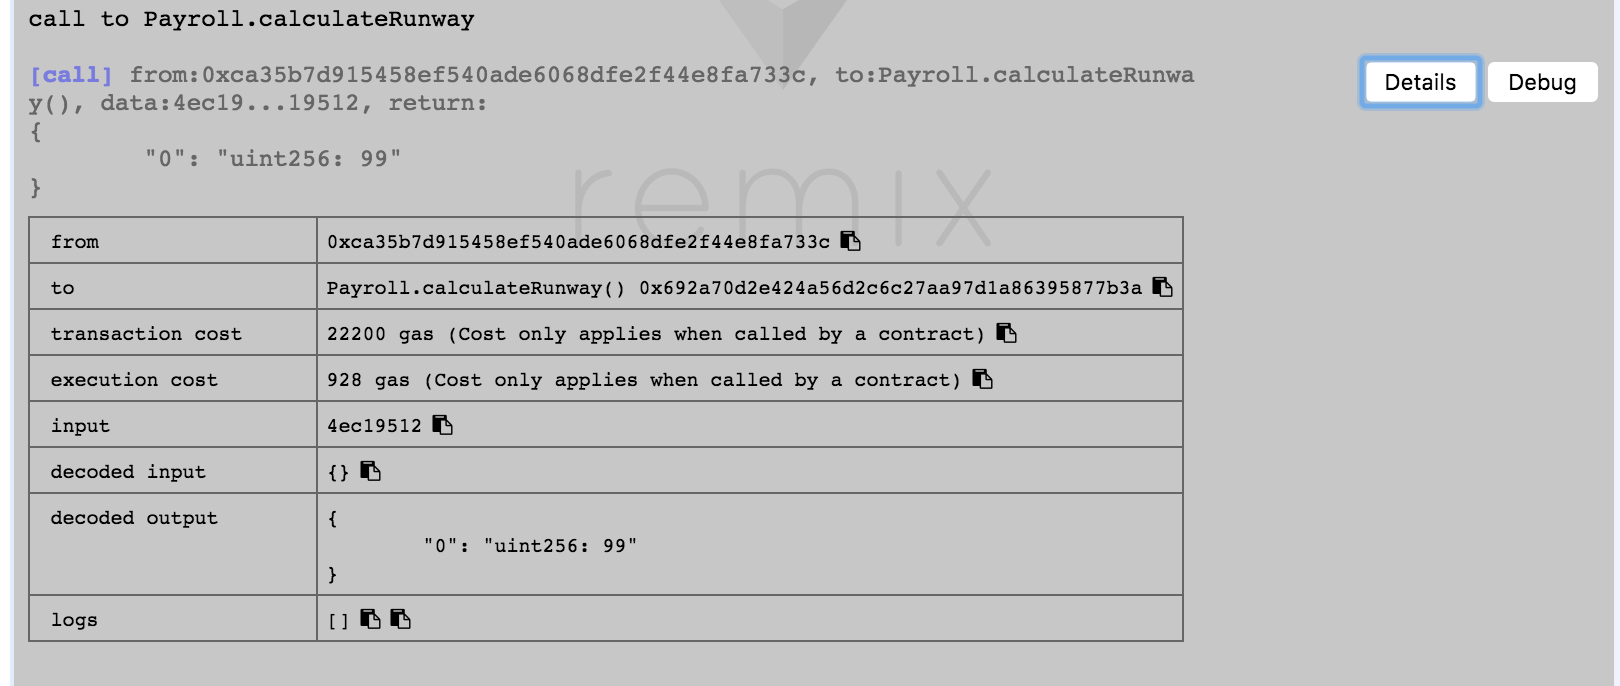 call to Payroll.calculateRunway
[call] from:0xca35b7d915458ef540ade6068dfe2f44e8fa733c, to:Payroll.calculateRunwa
y(), data:4ec19...19512, return:
{
"0": "uint256: 99"
}
Details
Debug
remix
from 0xca35b7d915458ef540ade6068dfe2f44e8fa733c
to Payroll.calculateRunway() 0x692a70d2e424a56d2c6c27aa97d1a86395877b3a
transaction cost 22200 gas (Cost only applies when called by a contract)
execution cost 928 gas (Cost only applies when called by a contract)
input 4ec19512
decoded input {}
decoded output {
"0": "uint256: 99"
}
logs []